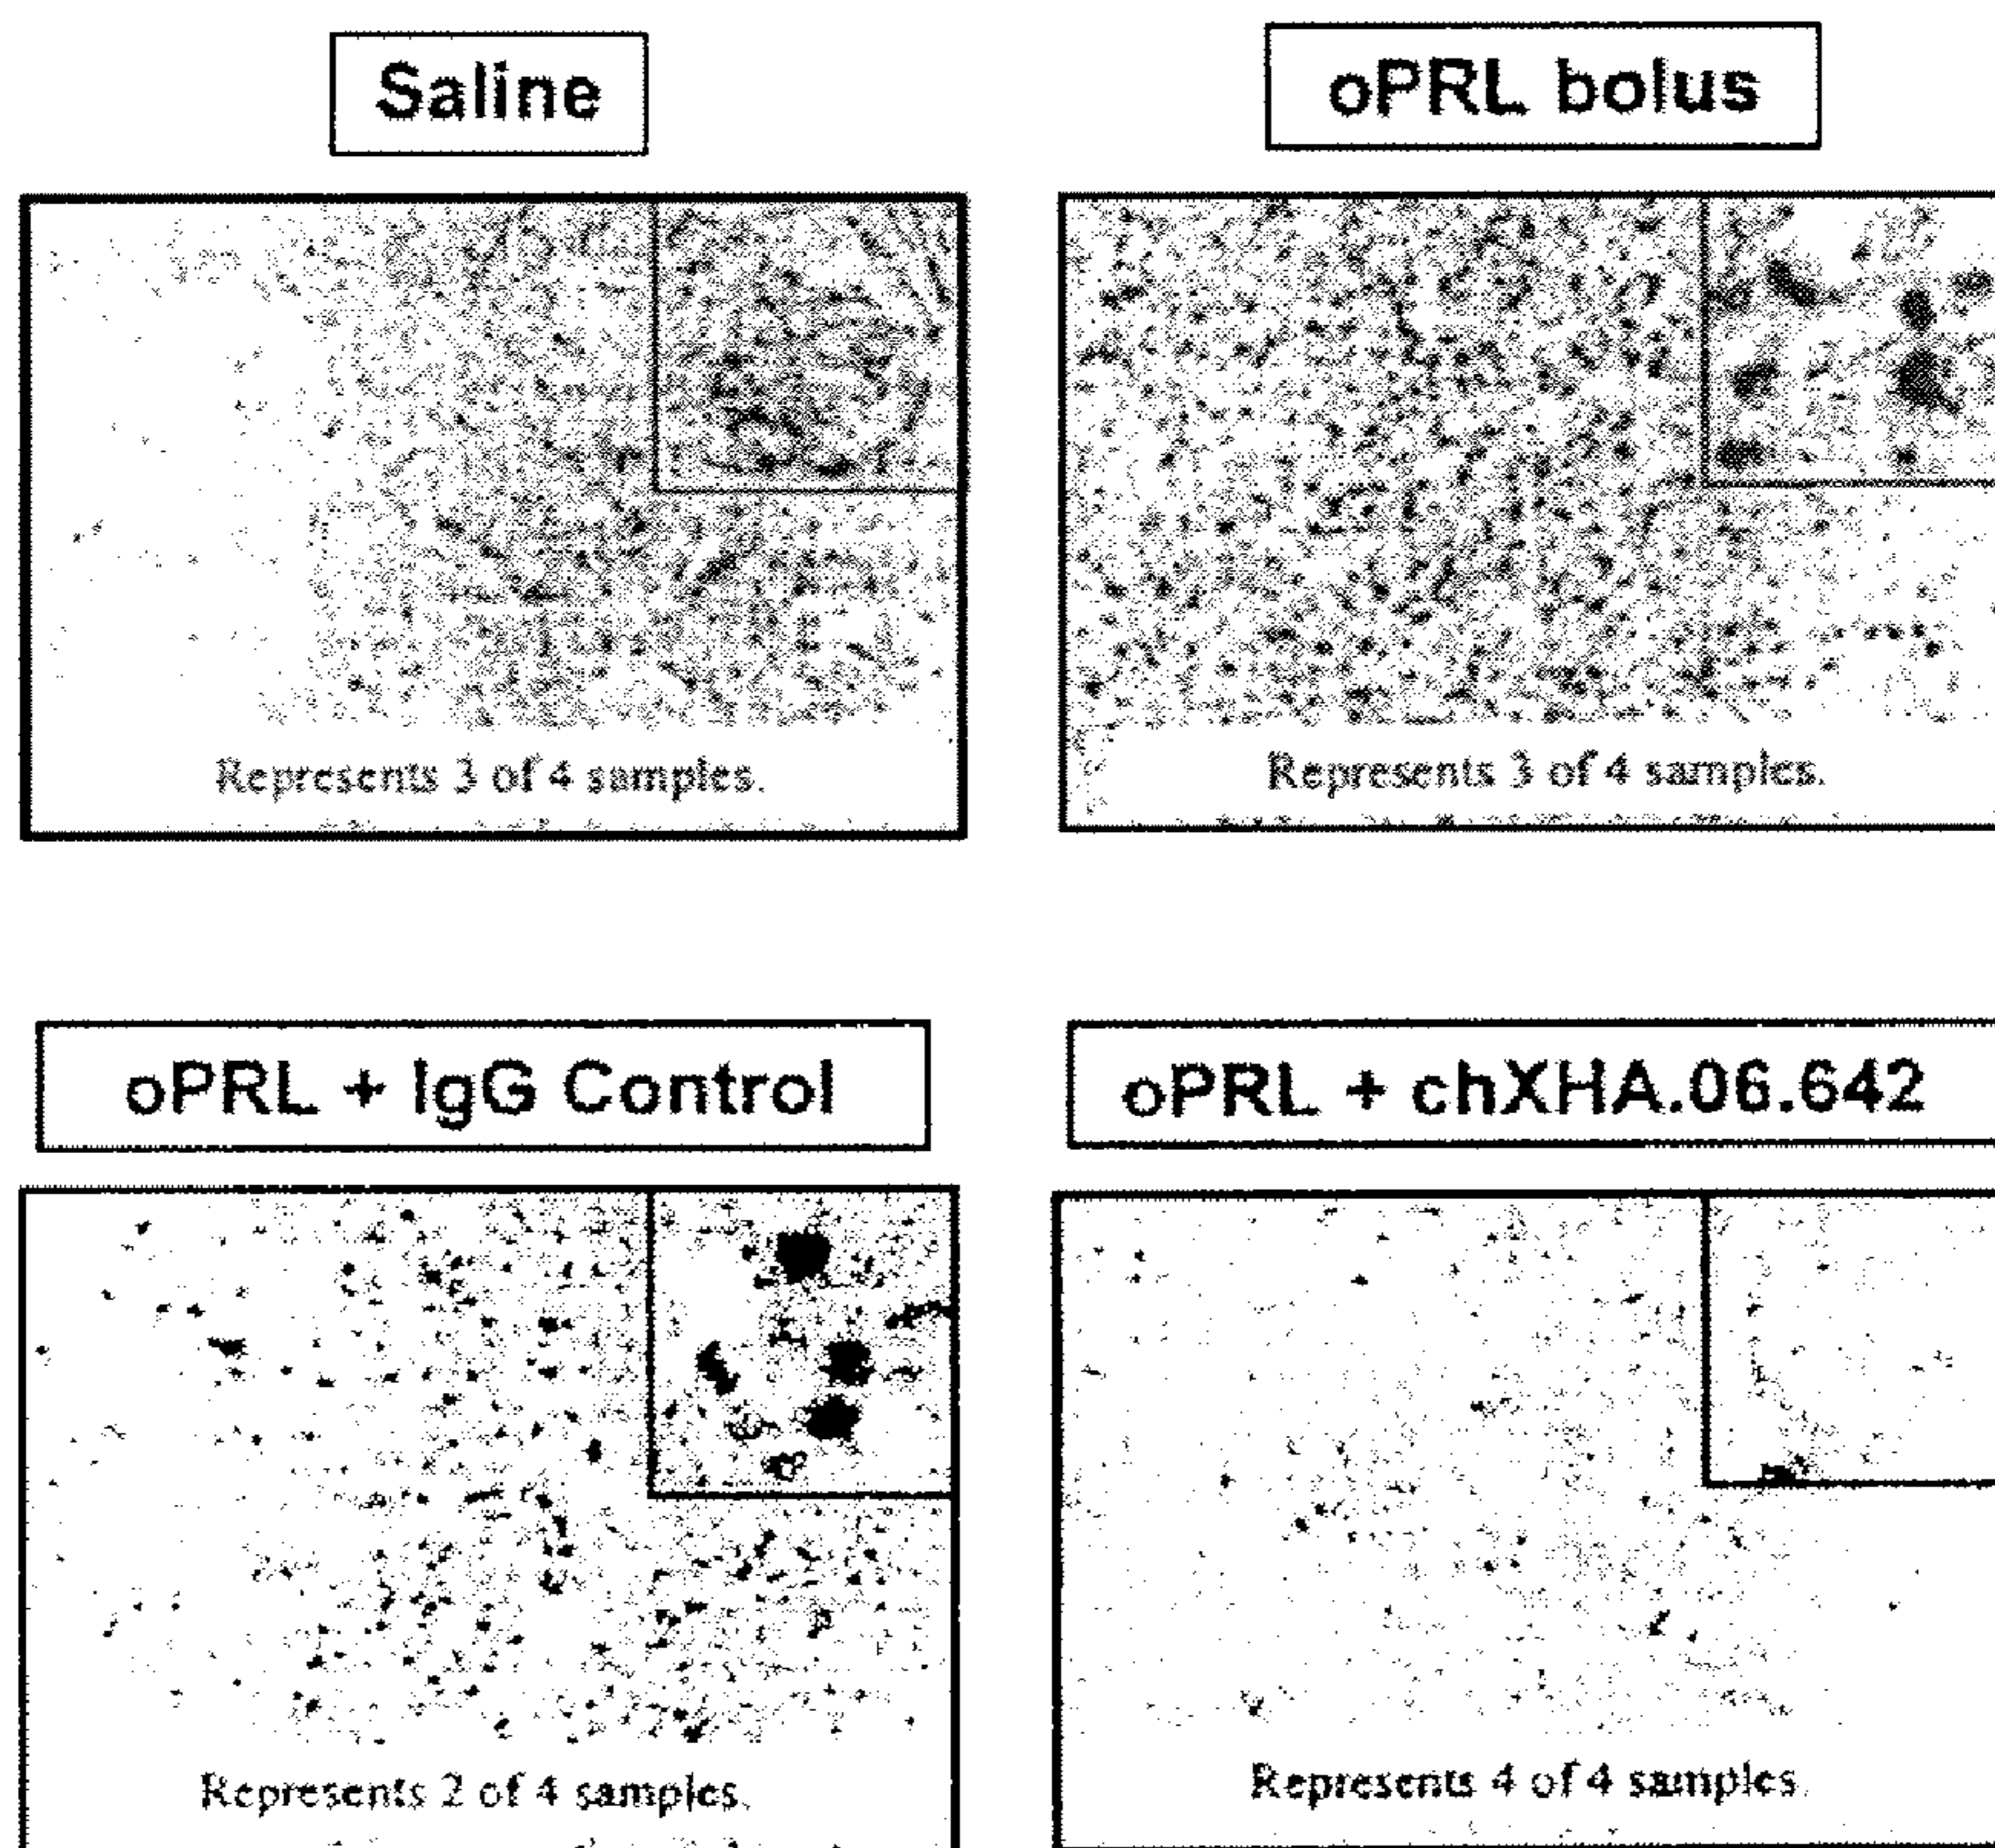 Saline
oPRL bolus
Represents 3 of 4 samples.
Represents 3 of 4 samples.
oPRL + IgG Control
oPRL + chXHA.06.642
Represents 2 of 4 samples.
Represents 4 of 4 samples.